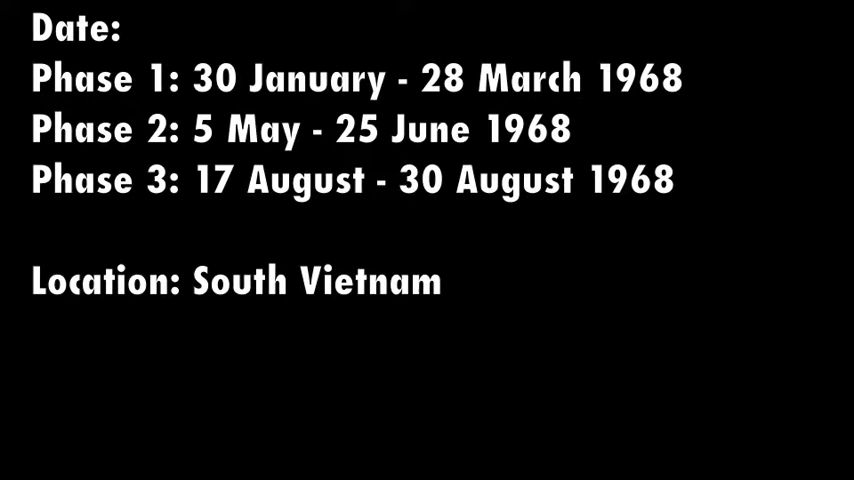 Date:
Phase 1: 30 January - 28 March 1968
Phase 2: 5 May - 25 June 1968
Phase 3: 17 August - 30 August 1968
Location: South Vietnam